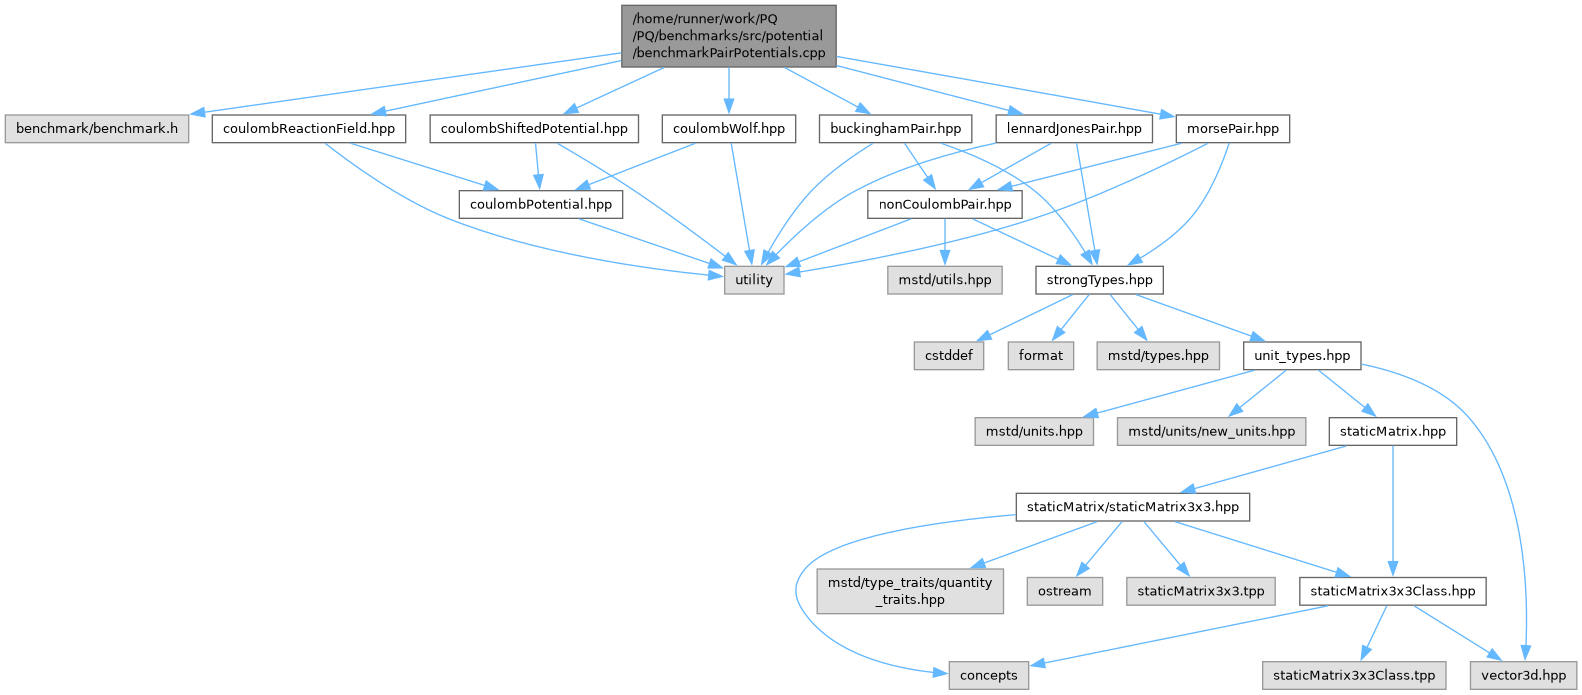 /home/runner/work/PQ
/PQ/benchmarks/src/potential
/benchmarkPairPotentials.cpp
benchmark/benchmark.h
coulombReactionField.hpp
coulombShiftedPotential.hpp
coulombWolf.hpp
buckinghamPair.hpp
lennardJonesPair.hpp
morsePair.hpp
coulombPotential.hpp
nonCoulombPair.hpp
utility
mstd/utils.hpp
strongTypes.hpp
cstddef
format
mstd/types.hpp
unit_types.hpp
mstd/units.hpp
mstd/units/new_units.hpp
staticMatrix.hpp
staticMatrix/staticMatrix3x3.hpp
mstd/type_traits/quantity
_traits.hpp
ostream
staticMatrix3x3.tpp
staticMatrix3x3Class.hpp
concepts
staticMatrix3x3Class.tpp
vector3d.hpp